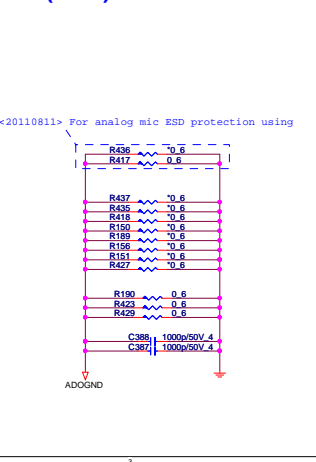 <20110811> For analog mic ESD protection using
R436 *0_6
R417 0_6
R437 *0_6
R435 *0_6
R418 *0_6
R150 *0_6
R189 *0_6
R156 *0_6
R151 *0_6
R427 *0_6
R190 0_6
R423 0_6
R429 0_6
C388 1000p/50V_4
C387 1000p/50V_4
ADOGND
3